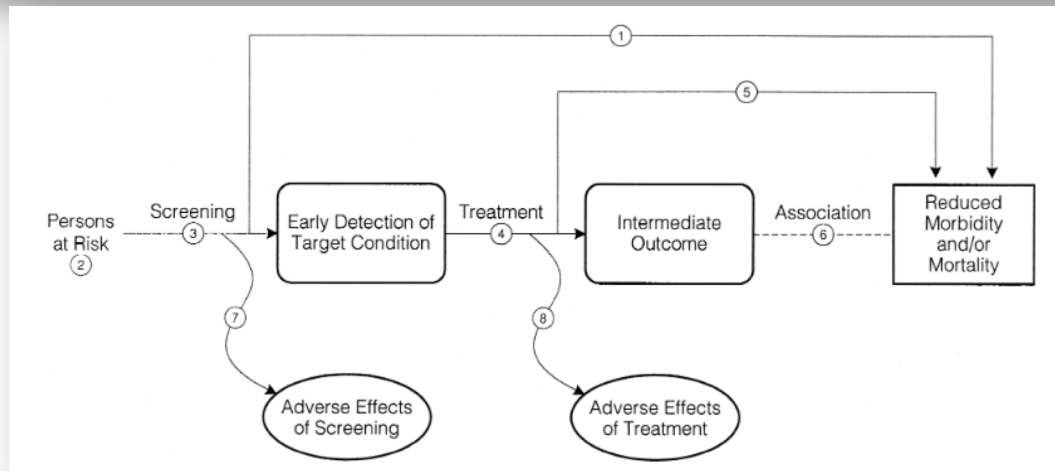 1
5
Persons
at Risk
2
Screening
3
Early Detection of
Target Condition
Treatment
4
Intermediate
Outcome
Association
6
Reduced
Morbidity
and/or
Mortality
7
8
Adverse Effects
of Screening
Adverse Effects
of Treatment